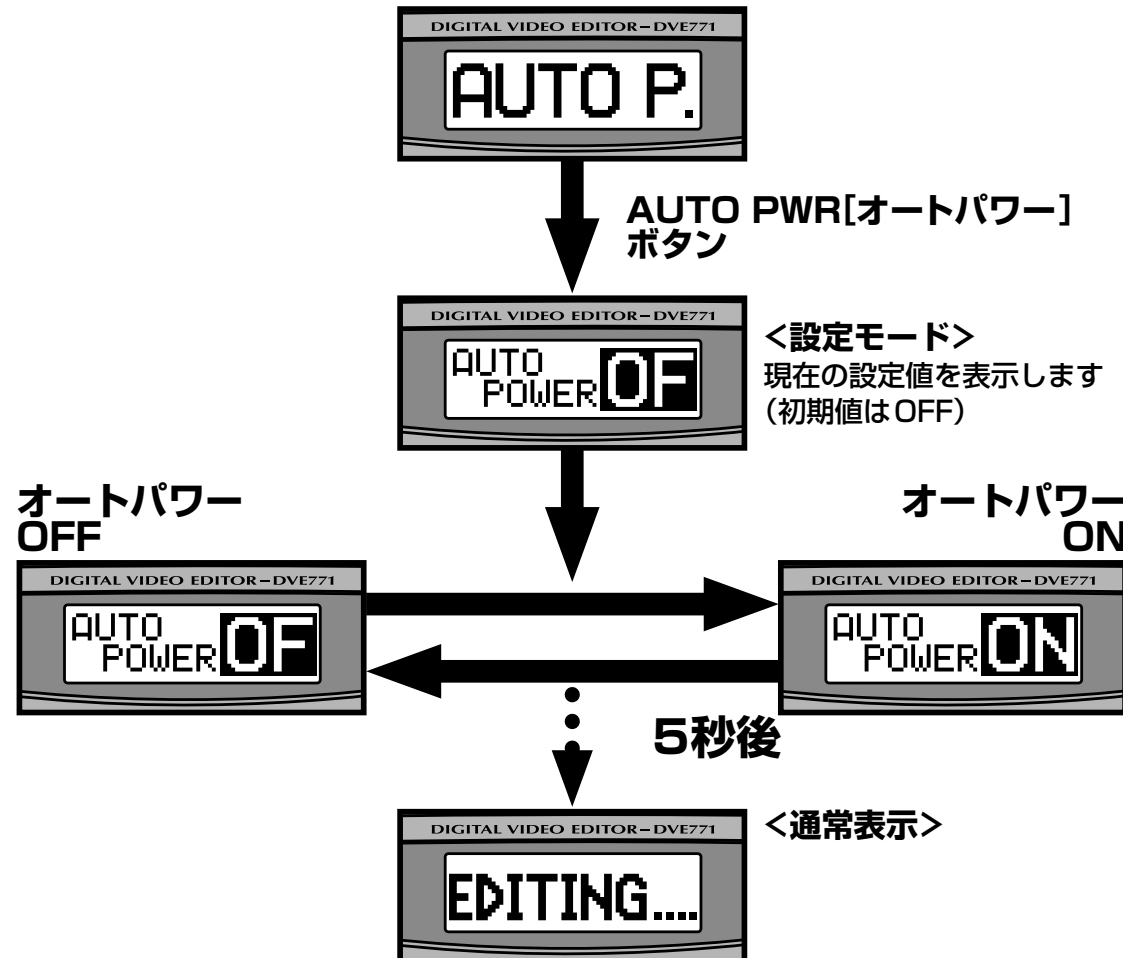 DIGITAL VIDEO EDITOR–DVE771
AUTO P.
AUTO PWR[オートパワー]
ボタン
DIGITAL VIDEO EDITOR–DVE771
AUTO
POWER OF
<設定モード>
現在の設定値を表示します
(初期値はOFF)
オートパワー
OFF
DIGITAL VIDEO EDITOR–DVE771
AUTO
POWER OF
オートパワー
ON
DIGITAL VIDEO EDITOR–DVE771
AUTO
POWER ON
5秒後
DIGITAL VIDEO EDITOR–DVE771
EDITING....
<通常表示>